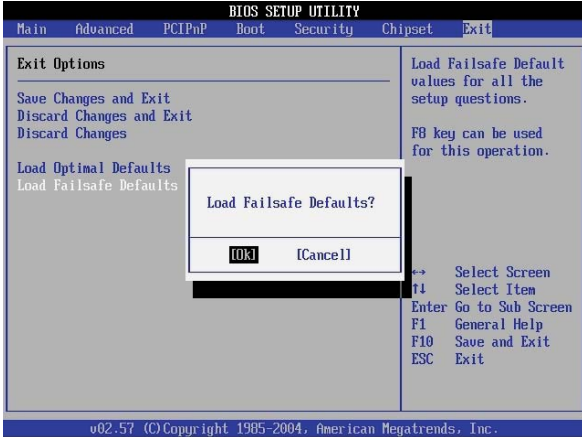 BIOS SETUP UTILITY
Main Advanced PCIPnP Boot Security Chipset Exit
Exit Options
Save Changes and Exit
Discard Changes and Exit
Discard Changes
Load Optimal Defaults
Load Failsafe Defaults
Load Failsafe Defaults?
[Ok] [Cancel]
Load Failsafe Default
values for all the
setup questions.
F8 key can be used
for this operation.
↔ Select Screen
↑↓ Select Item
Enter Go to Sub Screen
F1 General Help
F10 Save and Exit
ESC Exit
v02.57 (C)Copyright 1985-2004, American Megatrends, Inc.